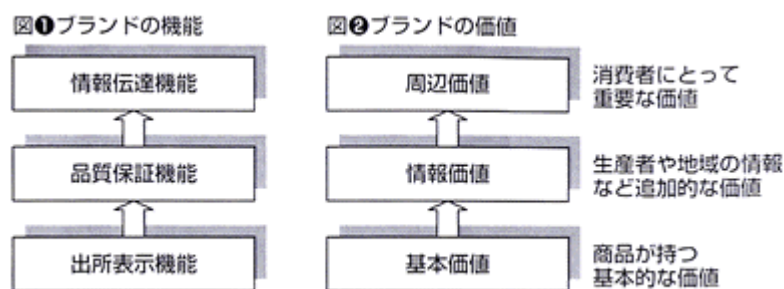 図❶ブランドの機能
情報伝達機能
品質保証機能
出所表示機能
図❷ブランドの価値
周辺価値
消費者にとって
重要な価値
情報価値
生産者や地域の情報
など追加的な価値
基本価値
商品が持つ
基本的な価値